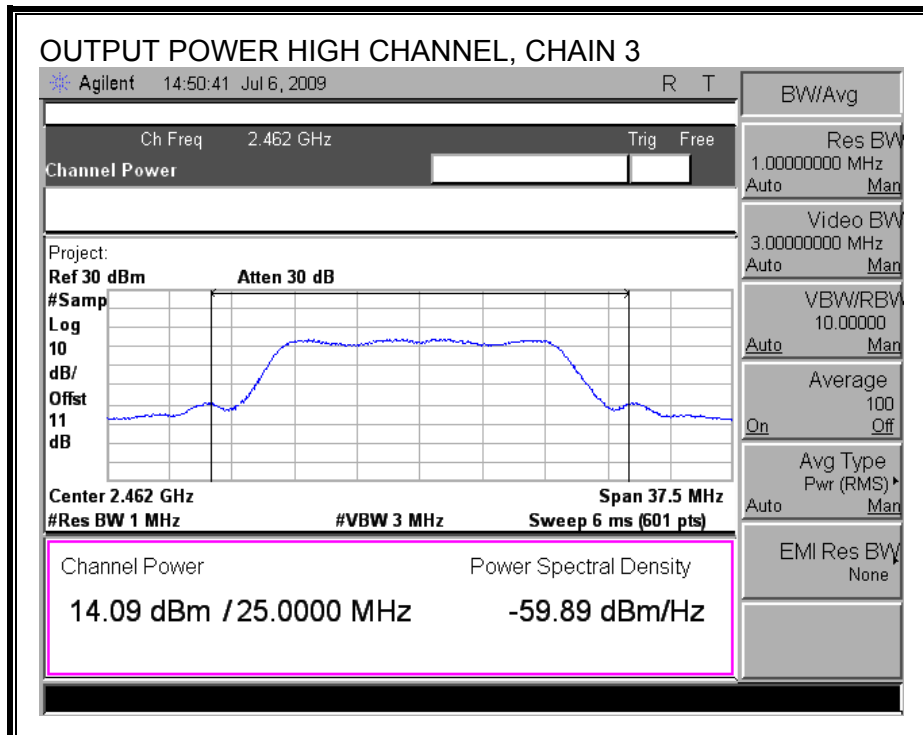 OUTPUT POWER HIGH CHANNEL, CHAIN 3
Agilent 14:50:41 Jul 6, 2009 R T
Ch Freq 2.462 GHz Trig Free
Channel Power
Project:
Ref 30 dBm Atten 30 dB
#Samp
Log
10
dB/
Offst
11
dB
Center 2.462 GHz Span 37.5 MHz
#Res BW 1 MHz #VBW 3 MHz Sweep 6 ms (601 pts)
Channel Power Power Spectral Density
14.09 dBm / 25.0000 MHz -59.89 dBm/Hz
BW/Avg
Res BW
1.00000000 MHz
Auto Man
Video BW
3.00000000 MHz
Auto Man
VBW/RBW
10.00000
Auto Man
Average
100
On Off
Avg Type
Pwr (RMS)
Auto Man
EMI Res BW
None